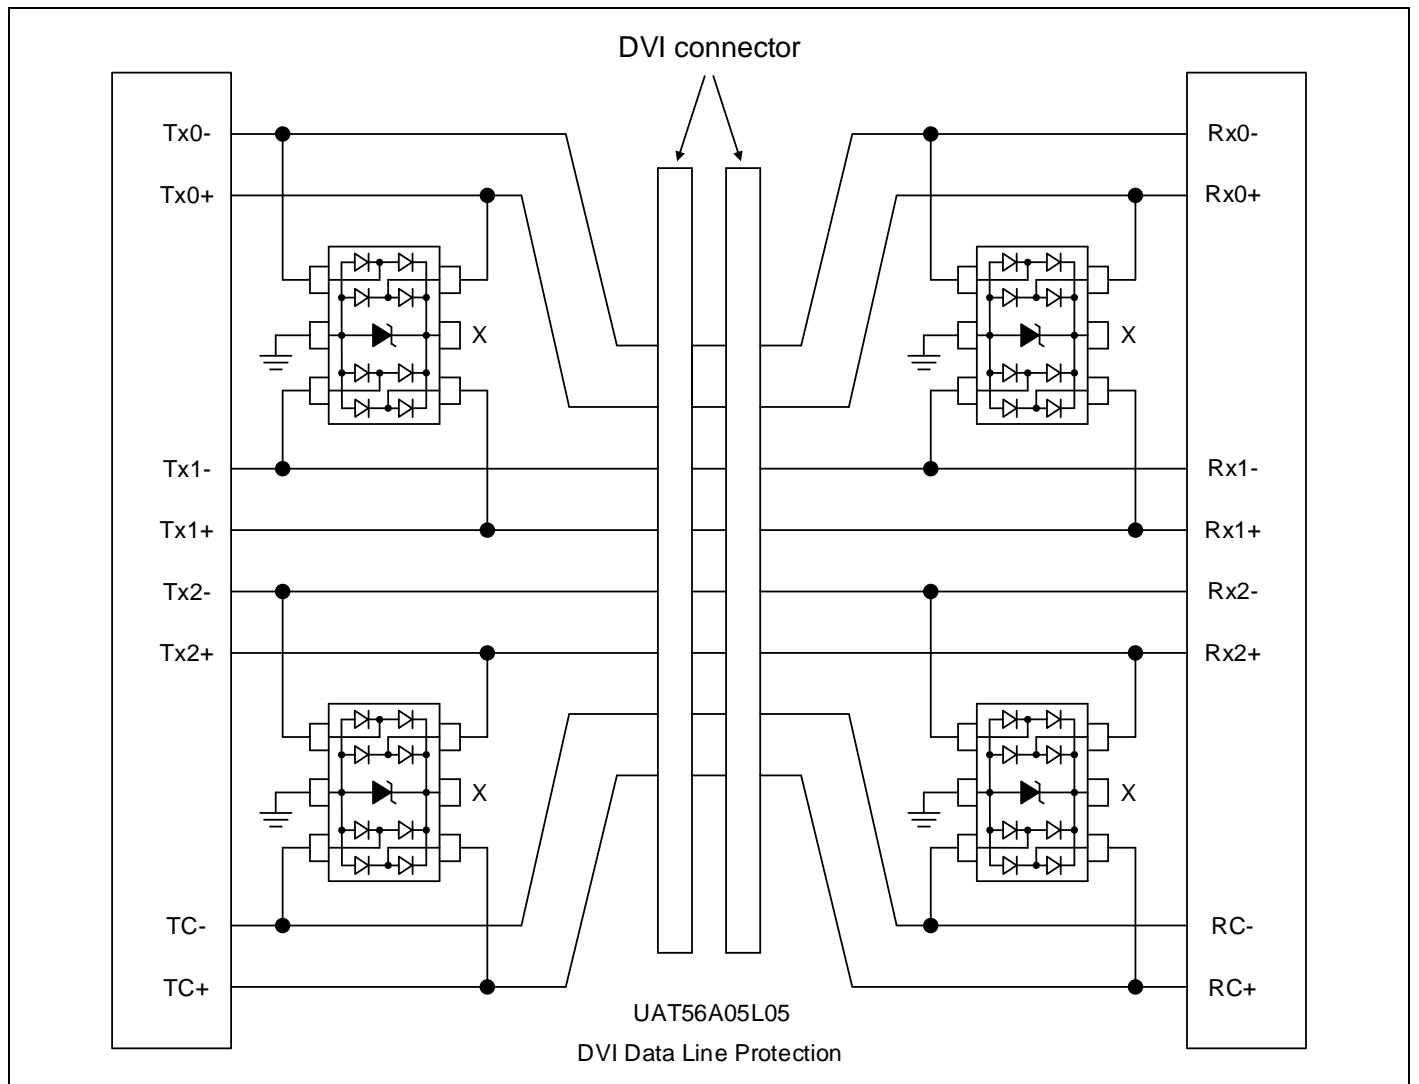 DVI connector
Tx0-
Rx0-
Tx0+
Rx0+
X
X
Tx1-
Rx1-
Tx1+
Rx1+
Tx2-
Rx2-
Tx2+
Rx2+
X
X
TC-
RC-
TC+
RC+
UAT56A05L05
DVI Data Line Protection